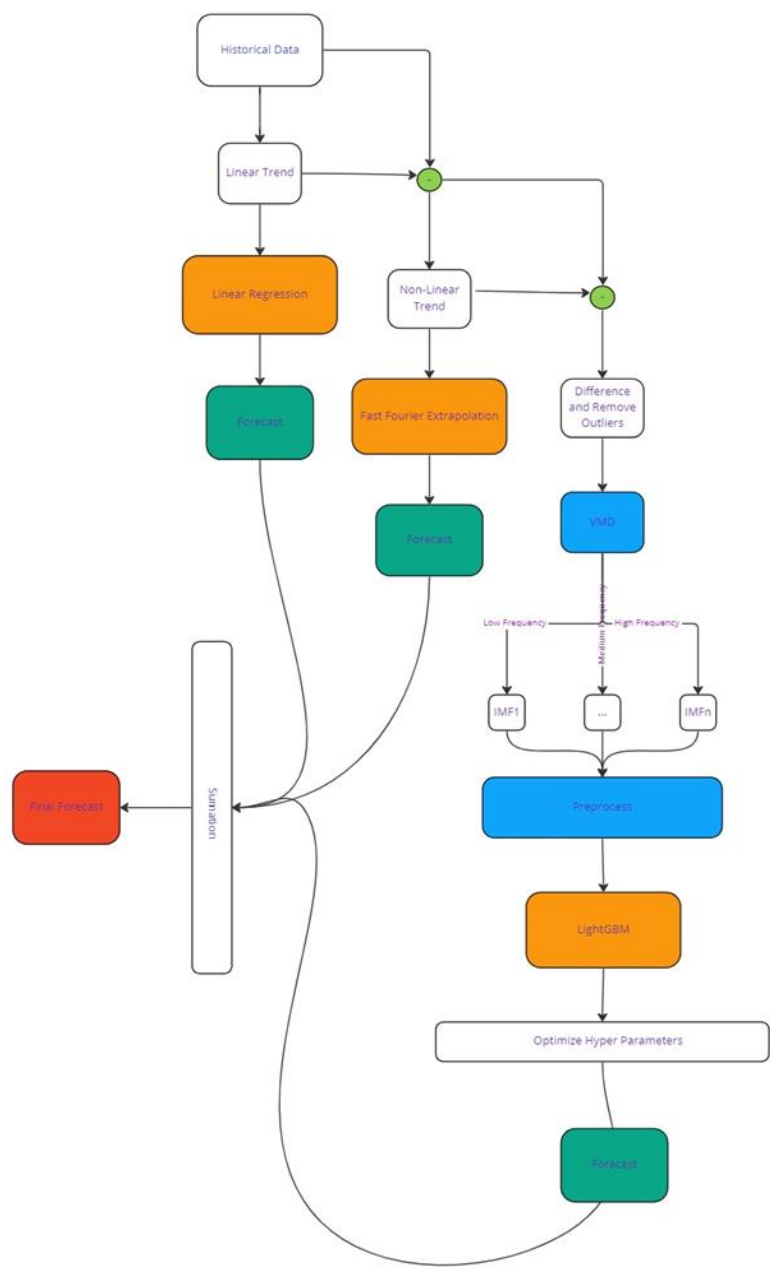 Historical Data
Linear Trend
-
Linear Regression
Non-Linear
Trend
-
Forecast
Fast Fourier Extrapolation
Difference
and Remove
Outliers
Forecast
VMD
Low Frequency
Medium Frequency
High Frequency
IMF1
...
IMFn
Final Forecast
Sumation
Preprocess
LightGBM
Optimize Hyper Parameters
Forecast